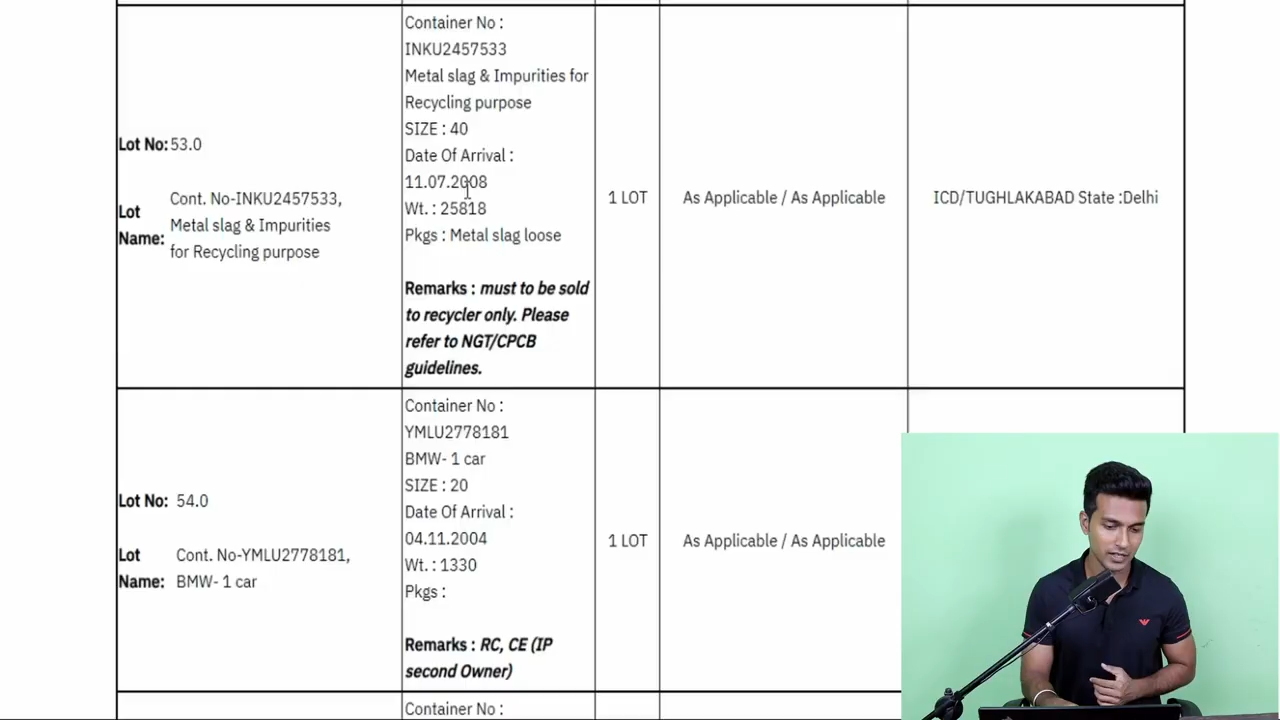 Lot No: 53.0
Lot Name: Cont. No-INKU2457533,
Metal slag & Impurities
for Recycling purpose
Container No :
INKU2457533
Metal slag & Impurities for
Recycling purpose
SIZE : 40
Date Of Arrival :
11.07.2008
Wt. : 25818
Pkgs : Metal slag loose
Remarks : must to be sold
to recycler only. Please
refer to NGT/CPCB
guidelines.
1 LOT
As Applicable / As Applicable
ICD/TUGHLAKABAD State :Delhi
Lot No: 54.0
Lot Name: Cont. No-YMLU2778181,
BMW- 1 car
Container No :
YMLU2778181
BMW- 1 car
SIZE : 20
Date Of Arrival :
04.11.2004
Wt. : 1330
Pkgs :
Remarks : RC, CE (IP
second Owner)
1 LOT
As Applicable / As Applicable
Container No :